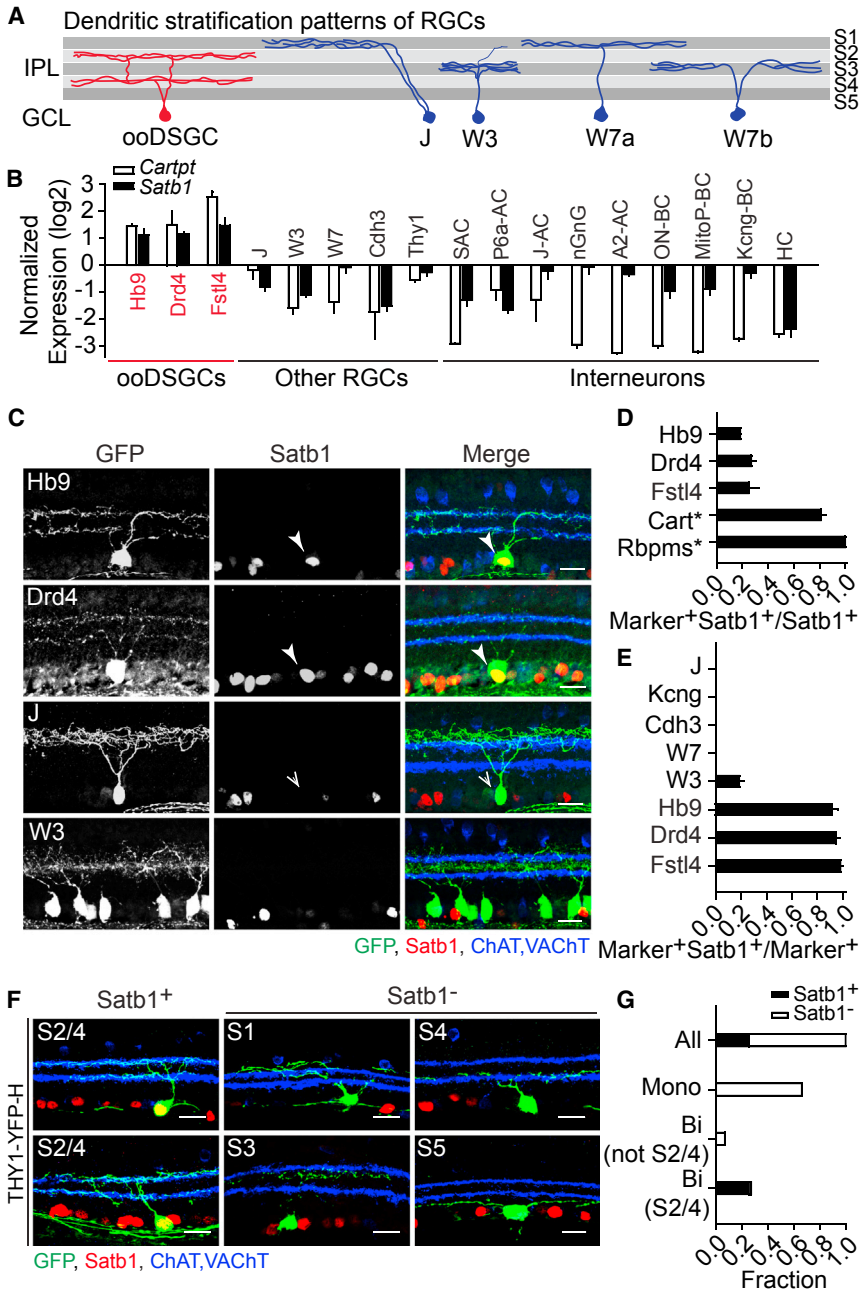 A
Dendritic stratification patterns of RGCs
S1
S2
S3
S4
S5
IPL
GCL
ooDSGC
J
W3
W7a
W7b
B
Cartpt
Satb1
Normalized
Expression (log2)
3
2
1
0
-1
-2
-3
Hb9
Drd4
Fstl4
J
W3
W7
Cdh3
Thy1
SAC
P6a-AC
J-AC
nGnG
A2-AC
ON-BC
MitoP-BC
Kcng-BC
HC
ooDSGCs
Other RGCs
Interneurons
C
GFP
Satb1
Merge
Hb9
Drd4
J
W3
GFP, Satb1, ChAT,VAChT
D
Hb9
Drd4
Fstl4
Cart*
Rbpms*
0.0 0.2 0.4 0.6 0.8 1.0
Marker⁺Satb1⁺/Satb1⁺
E
J
Kcng
Cdh3
W7
W3
Hb9
Drd4
Fstl4
0.0 0.2 0.4 0.6 0.8 1.0
Marker⁺Satb1⁺/Marker⁺
F
Satb1⁺
Satb1⁻
THY1-YFP-H
S2/4
S1
S4
S2/4
S3
S5
GFP, Satb1, ChAT,VAChT
G
Satb1⁺
Satb1⁻
All
Mono
Bi
(not S2/4)
Bi
(S2/4)
0.0 0.2 0.4 0.6 0.8 1.0
Fraction